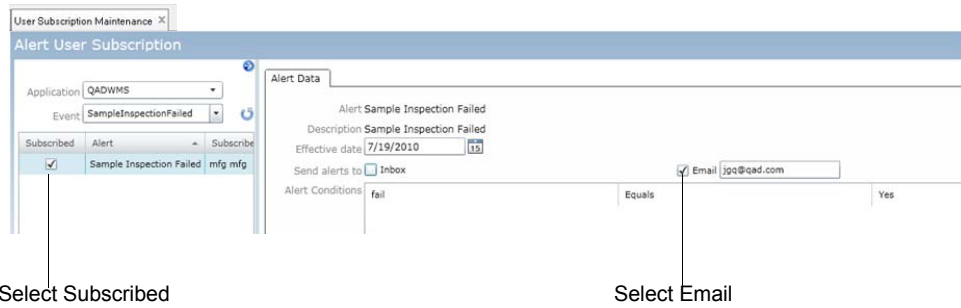 User Subscription Maintenance X
Alert User Subscription
Application QADWMS
Event SampleInspectionFailed
Subscribed Alert Subscribe
Sample Inspection Failed mfg mfg
Alert Data
Alert Sample Inspection Failed
Description Sample Inspection Failed
Effective date 7/19/2010 15
Send alerts to Inbox Email jgq@qad.com
Alert Conditions fail Equals Yes
Select Subscribed Select Email